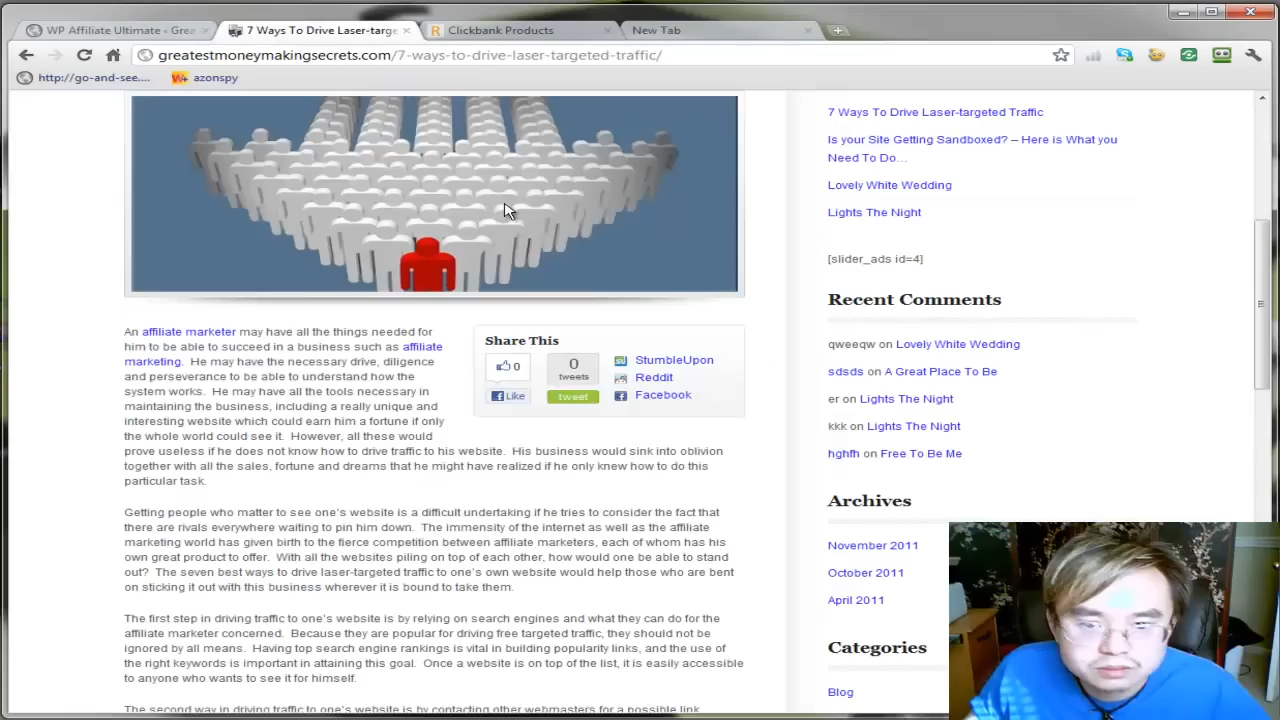 WP Affiliate Ultimate ‹ Grea
7 Ways To Drive Laser-targe
Clickbank Products
New Tab
greatestmoneymakingsecrets.com/7-ways-to-drive-laser-targeted-traffic/
http://go-and-see....
azonspy
An affiliate marketer may have all the things needed for
him to be able to succeed in a business such as affiliate
marketing.  He may have the necessary drive, diligence
and perseverance to be able to understand how the
system works.  He may have all the tools necessary in
maintaining the business, including a really unique and
interesting website which could earn him a fortune if only
the whole world could see it.  However, all these would
prove useless if he does not know how to drive traffic to his website.  His business would sink into oblivion
together with all the sales, fortune and dreams that he might have realized if he only knew how to do this
particular task.
Share This
0
Like
0
tweets
tweet
StumbleUpon
Reddit
Facebook
Getting people who matter to see one's website is a difficult undertaking if he tries to consider the fact that
there are rivals everywhere waiting to pin him down.  The immensity of the internet as well as the affiliate
marketing world has given birth to the fierce competition between affiliate marketers, each of whom has his
own great product to offer.  With all the websites piling on top of each other, how would one be able to stand
out?  The seven best ways to drive laser-targeted traffic to one's own website would help those who are bent
on sticking it out with this business wherever it is bound to take them.
The first step in driving traffic to one's website is by relying on search engines and what they can do for the
affiliate marketer concerned.  Because they are popular for driving free targeted traffic, they should not be
ignored by all means.  Having top search engine rankings is vital in building popularity links, and the use of
the right keywords is important in attaining this goal.  Once a website is on top of the list, it is easily accessible
to anyone who wants to see it for himself.
The second way in driving traffic to one's website is by contacting other webmasters for a possible link
7 Ways To Drive Laser-targeted Traffic
Is your Site Getting Sandboxed? – Here is What you
Need To Do…
Lovely White Wedding
Lights The Night
[slider_ads id=4]
Recent Comments
qweeqw on Lovely White Wedding
sdsds on A Great Place To Be
er on Lights The Night
kkk on Lights The Night
hghfh on Free To Be Me
Archives
November 2011
October 2011
April 2011
Categories
Blog